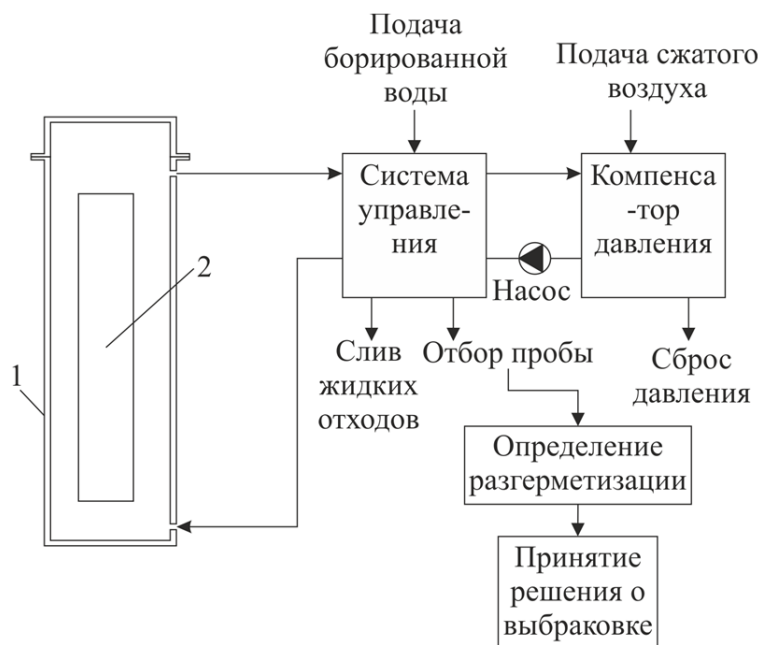 Подача
борированной
воды
Подача сжатого
воздуха
Система
управле-
ния
Компенса
-тор
давления
Насос
2
1
Слив
жидких
отходов
Отбор пробы
Сброс
давления
Определение
разгерметизации
Принятие
решения о
выбраковке